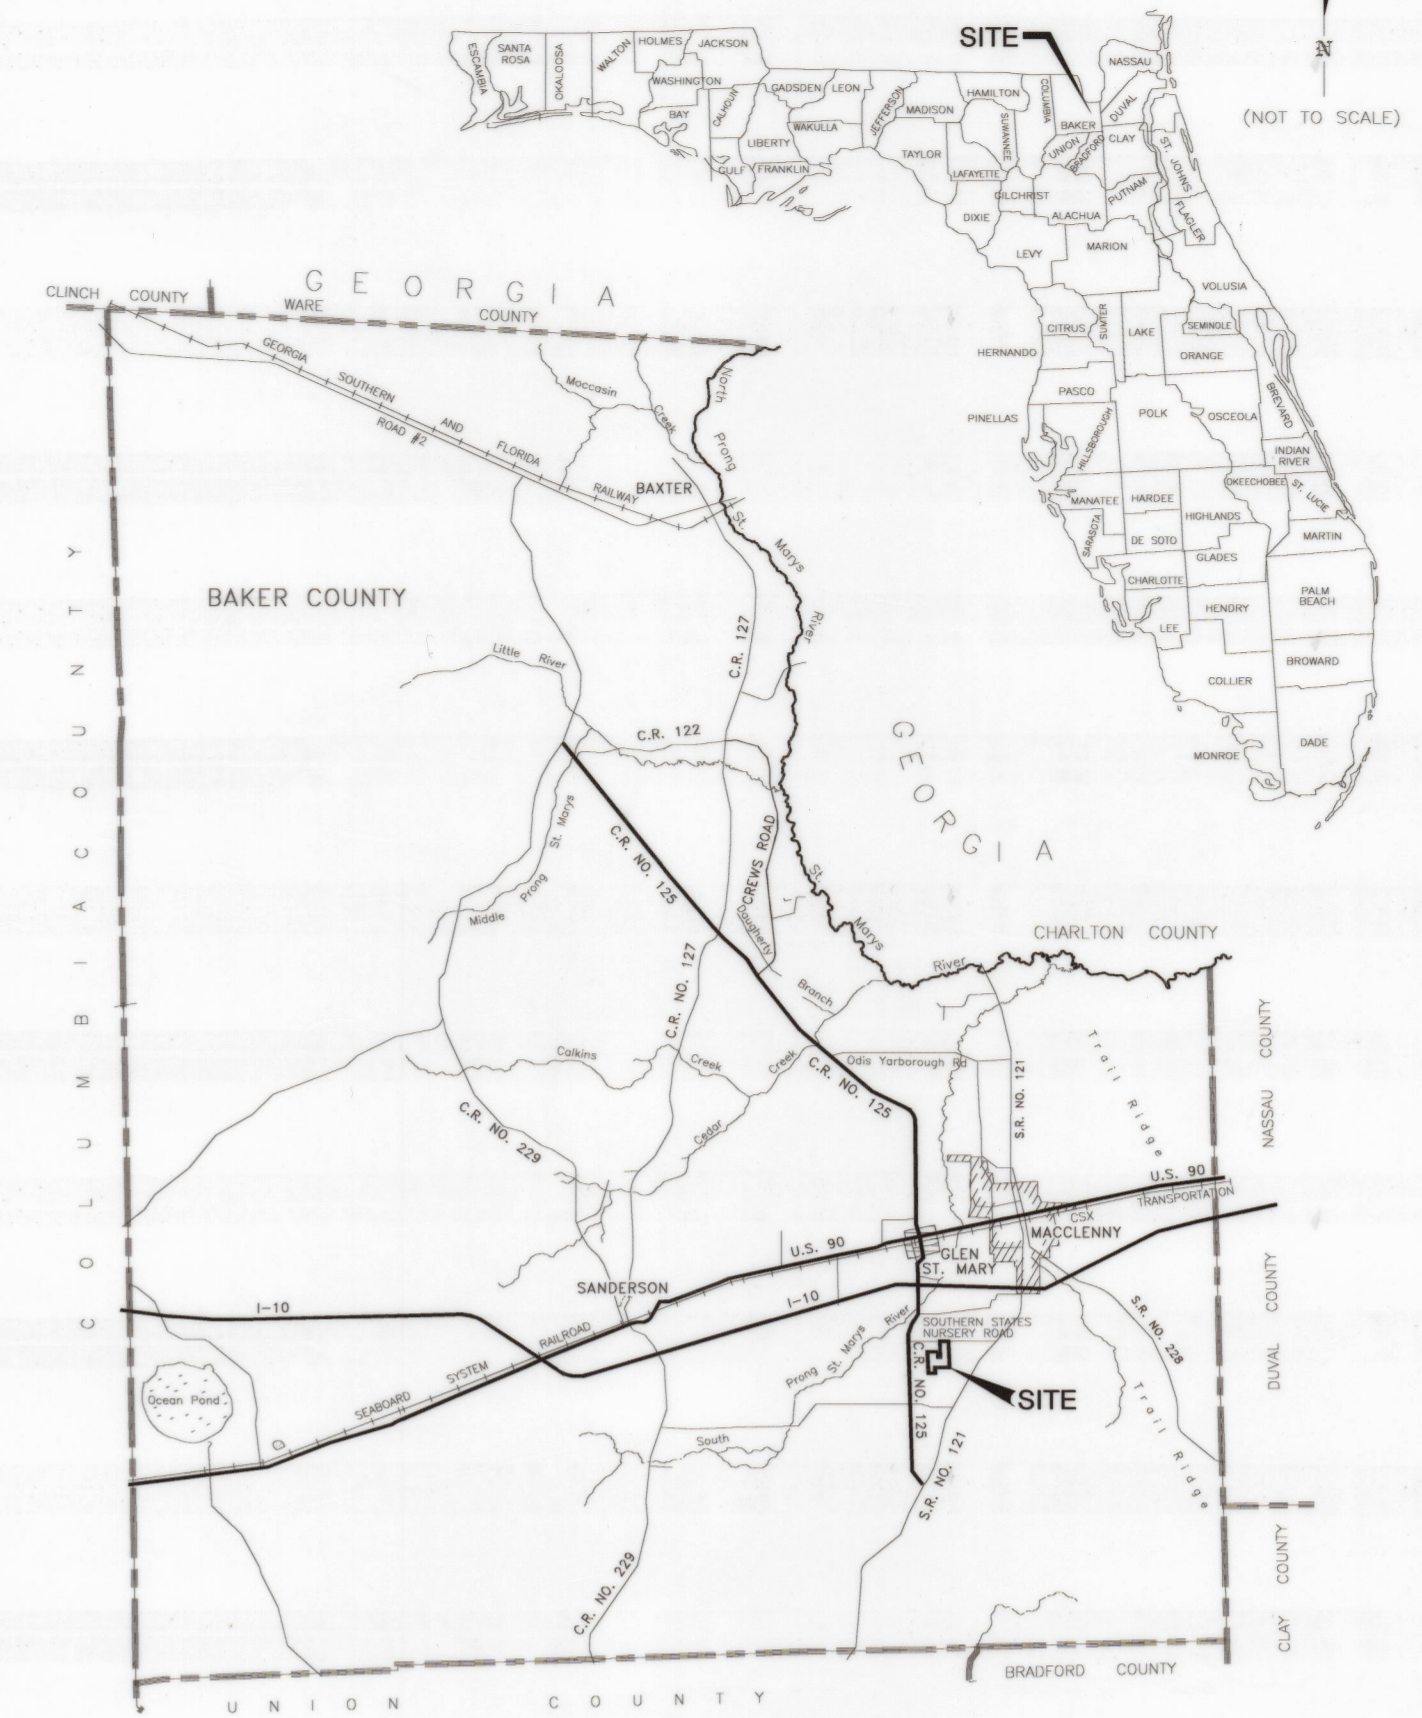 SITE
N
(NOT TO SCALE)
ESCAMBIA
SANTA
ROSA
OKALOOSA
WALTON
HOLMES
JACKSON
WASHINGTON
BAY
CALHOUN
GADSDEN
LEON
LIBERTY
WAKULLA
GULF
FRANKLIN
JEFFERSON
MADISON
TAYLOR
HAMILTON
SUWANNEE
LAFAYETTE
DIXIE
COLUMBIA
BAKER
NASSAU
DUVAL
UNION
BRADFORD
CLAY
ST. JOHNS
GILCHRIST
ALACHUA
PUTNAM
FLAGLER
LEVY
MARION
VOLUSIA
CITRUS
SUMTER
LAKE
SEMINOLE
HERNANDO
ORANGE
PASCO
PINELLAS
HILLSBOROUGH
POLK
OSCEOLA
BREVARD
INDIAN
RIVER
MANATEE
HARDEE
OKEECHOBEE
ST. LUCIE
HIGHLANDS
SARASOTA
DE SOTO
MARTIN
GLADES
CHARLOTTE
PALM
BEACH
HENDRY
LEE
BROWARD
COLLIER
MONROE
DADE
GEORGIA
CLINCH COUNTY
WARE COUNTY
GEORGIA SOUTHERN AND FLORIDA RAILWAY
ROAD #2
Moccasin Creek
North Prong St. Marys River
BAXTER
BAKER COUNTY
COLUMBIA COUNTY
C.R. 127
Little River
C.R. 122
GEORGIA
C.R. NO. 125
Middle Prong St. Marys
CREWS ROAD
Daugherty Branch
St. Marys River
CHARLTON COUNTY
C.R. NO. 127
Calkins Creek
Cedar Creek
C.R. NO. 125
Odis Yarborough Rd
S.R. NO. 121
Trail Ridge
NASSAU COUNTY
C.R. NO. 229
U.S. 90
CSX TRANSPORTATION
MACCLENNY
GLEN
ST. MARY
U.S. 90
SANDERSON
I-10
I-10
SEABOARD SYSTEM RAILROAD
SOUTHERN STATES
NURSERY ROAD
S.R. NO. 228
DUVAL COUNTY
Ocean Pond
South Prong St. Marys River
C.R. NO. 125
SITE
Trail Ridge
S.R. NO. 121
C.R. NO. 229
CLAY COUNTY
BRADFORD COUNTY
UNION COUNTY